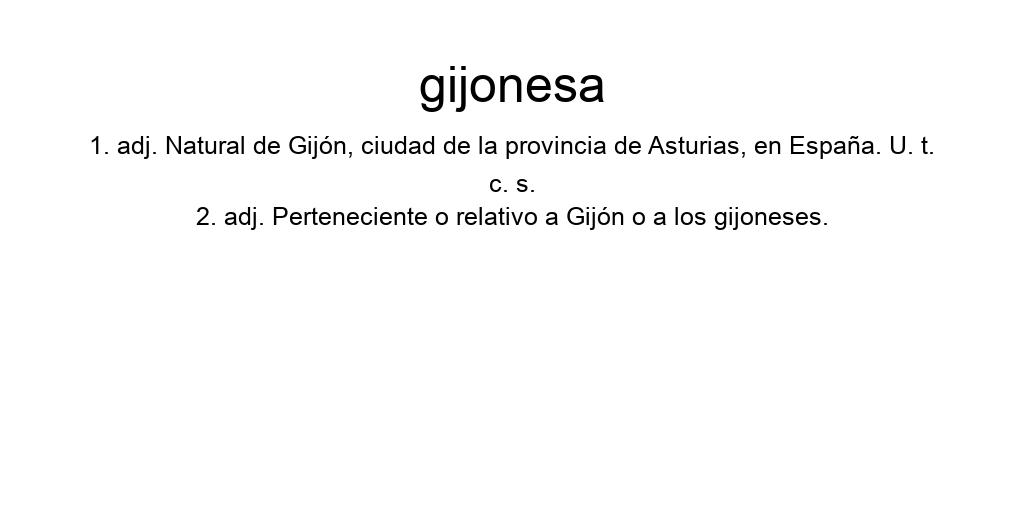 gijonesa
1. adj. Natural de Gijón, ciudad de la provincia de Asturias, en España. U. t.
c. s.
2. adj. Perteneciente o relativo a Gijón o a los gijoneses.